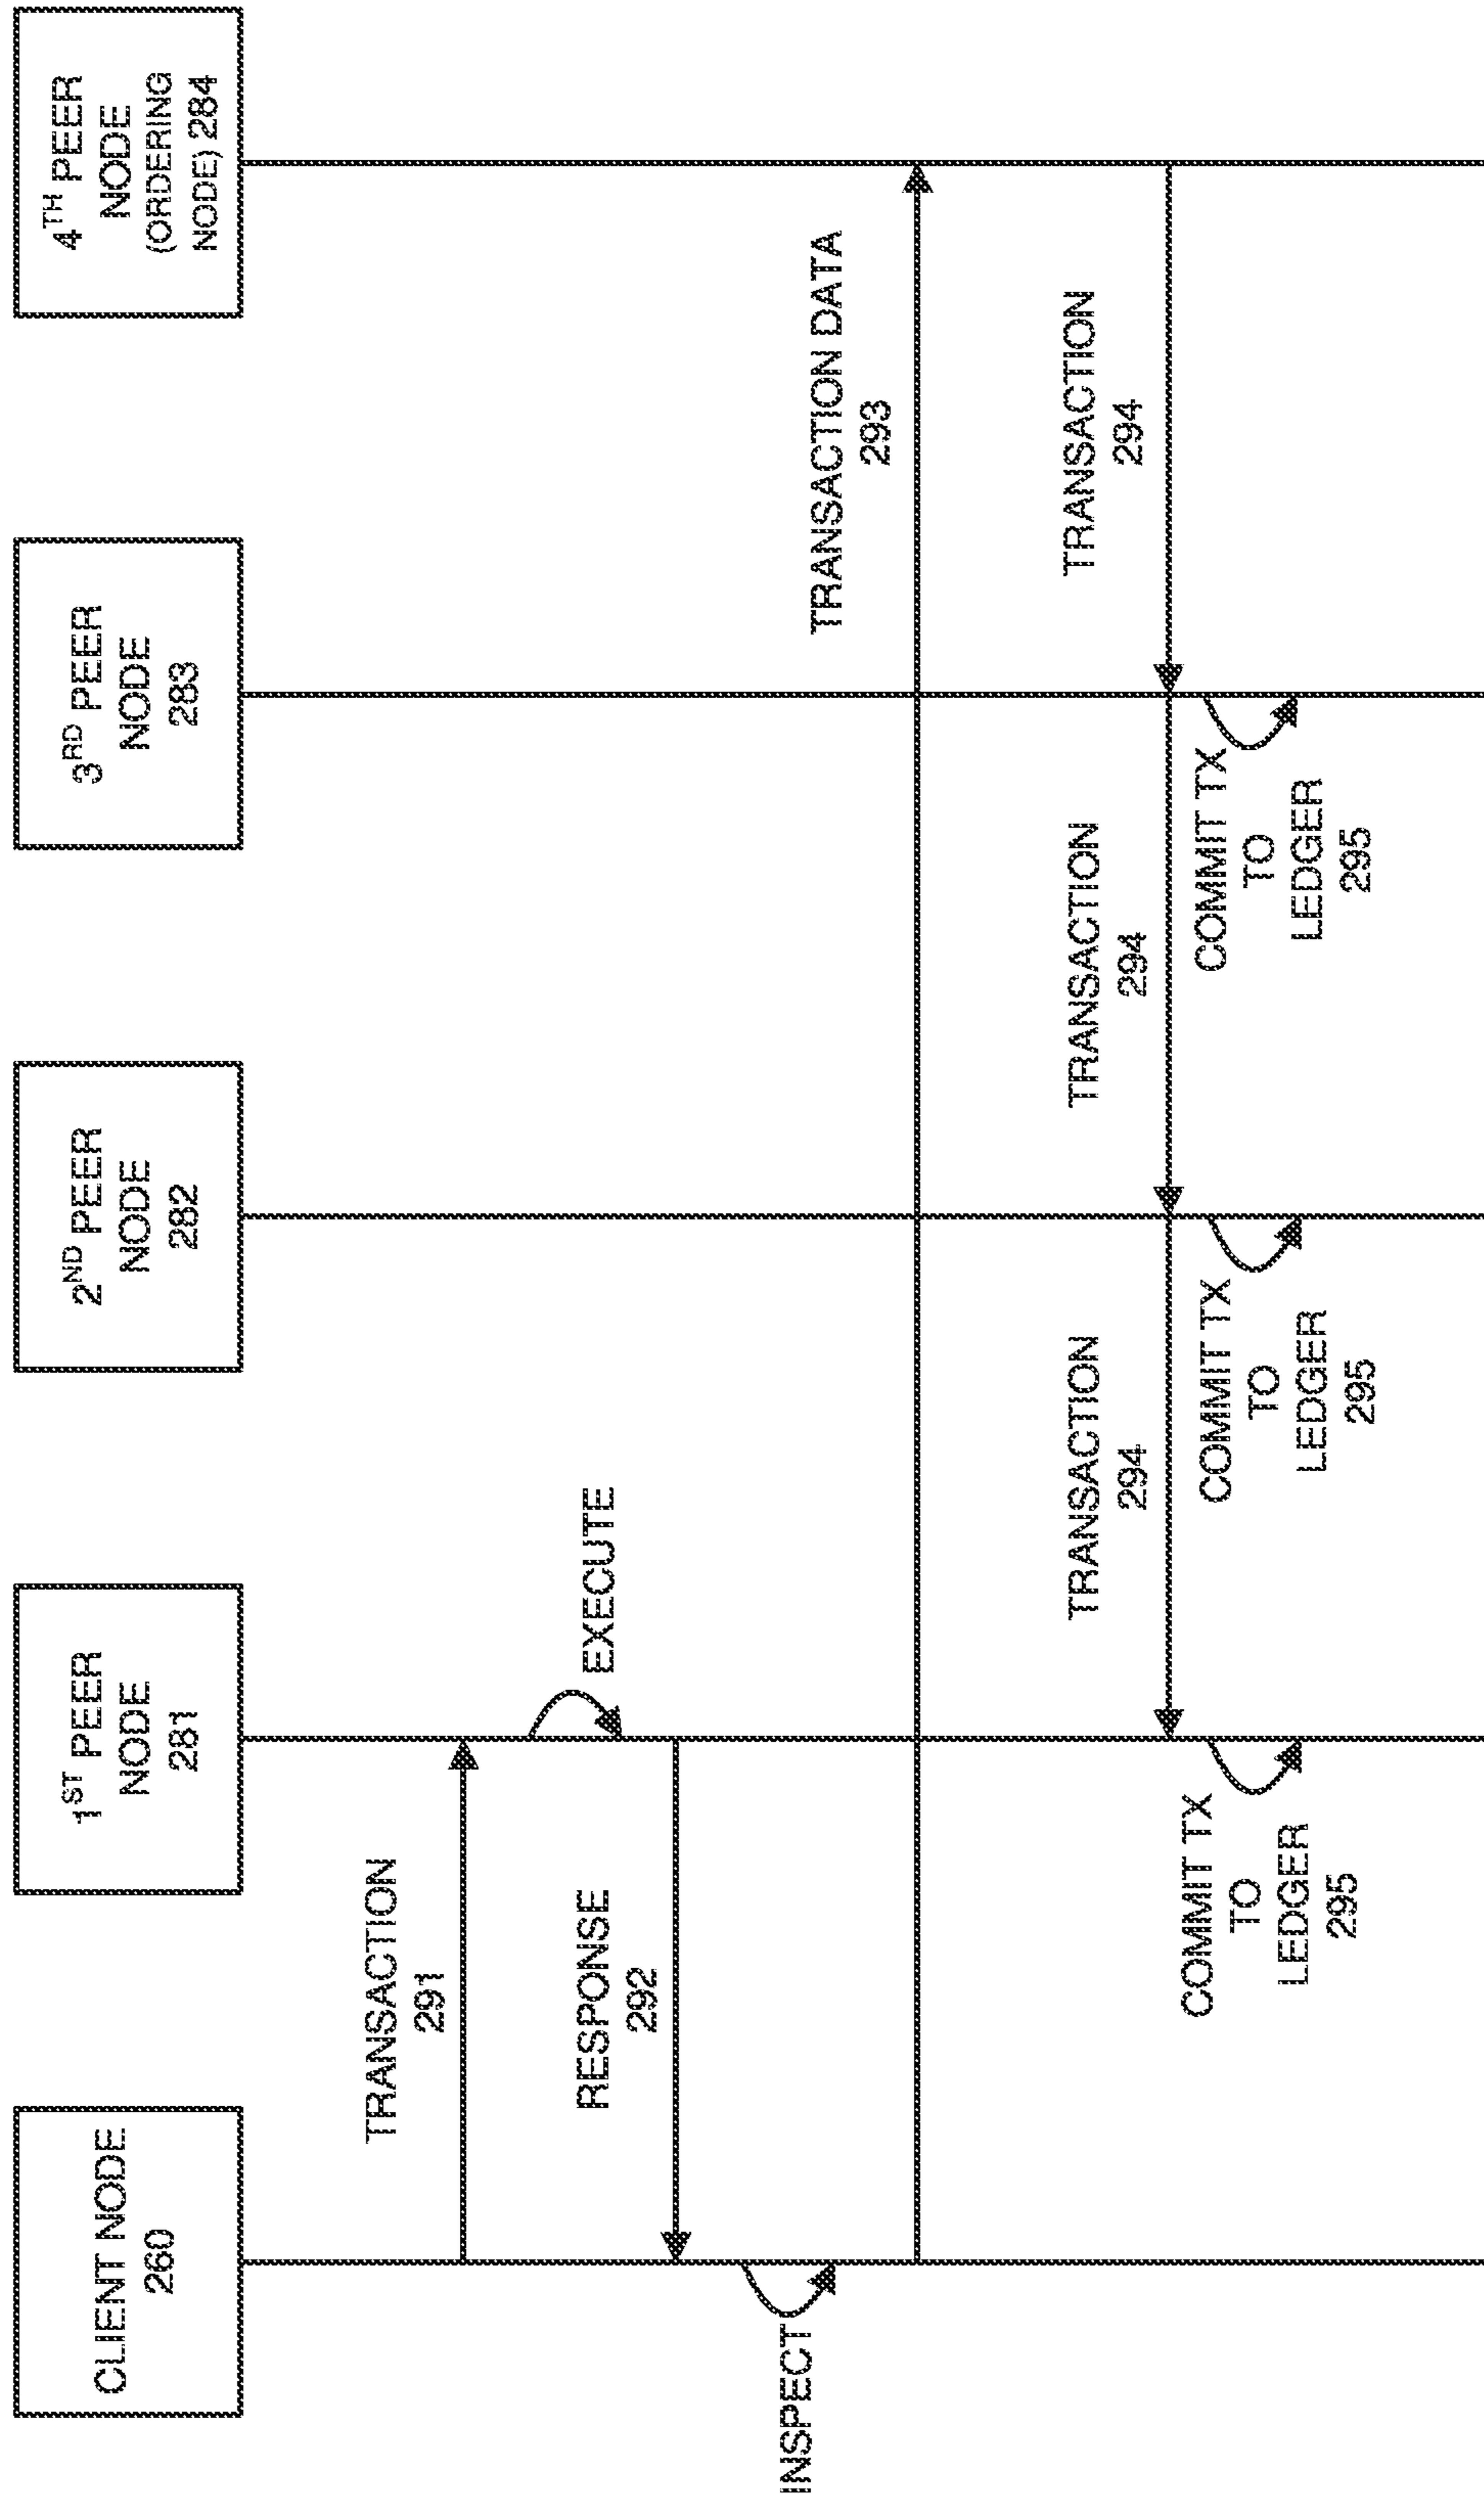 CLIENT NODE
260
1ST PEER
NODE
281
2ND PEER
NODE
282
3RD PEER
NODE
283
4TH PEER
NODE
(ORDERING
NODE) 284
TRANSACTION
291
EXECUTE
RESPONSE
292
INSPECT
TRANSACTION DATA
293
TRANSACTION
294
TRANSACTION
294
TRANSACTION
294
COMMIT TX
TO
LEDGER
295
COMMIT TX
TO
LEDGER
295
COMMIT TX
TO
LEDGER
295